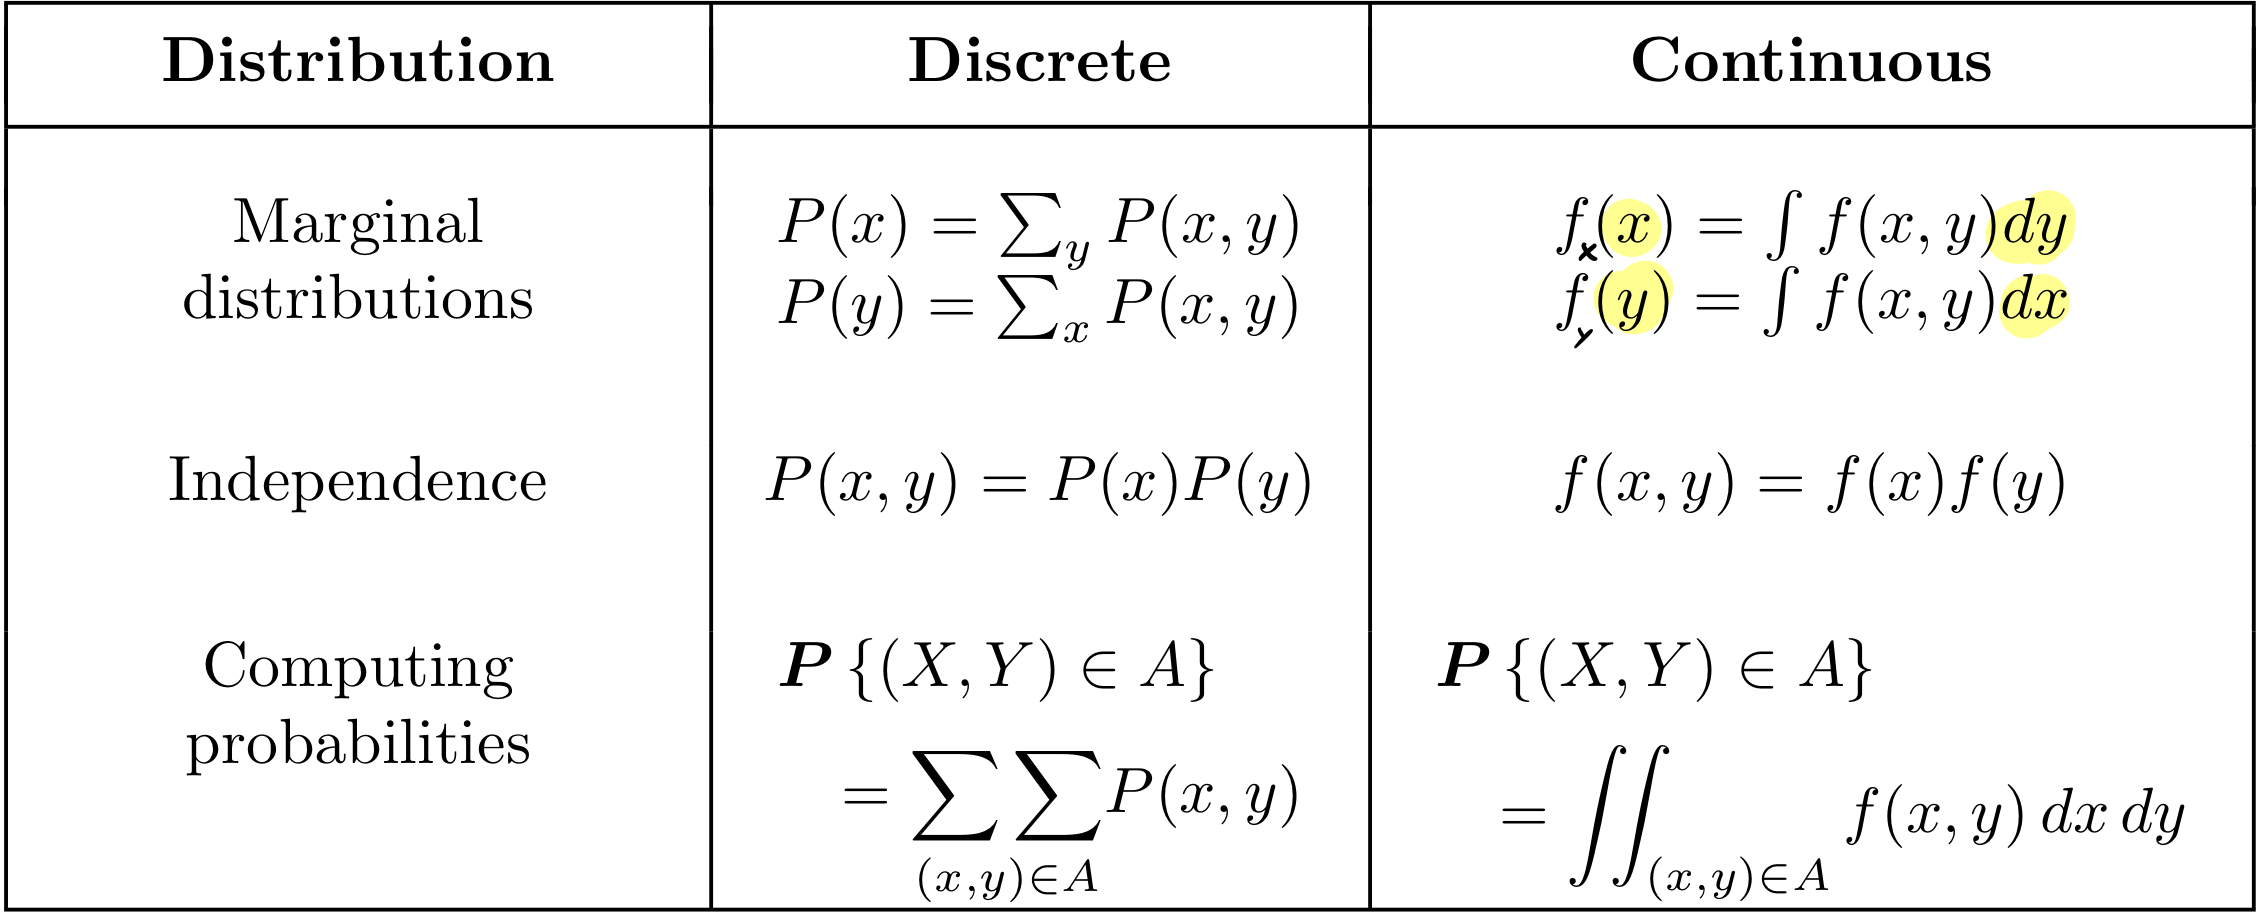 Distribution Discrete Continuous
Marginal distributions
P(x) = ∑_y P(x, y)
P(y) = ∑_x P(x, y)
f_x(x) = ∫ f(x, y)dy
f_y(y) = ∫ f(x, y)dx
Independence P(x, y) = P(x)P(y) f(x, y) = f(x)f(y)
Computing probabilities
P {(X, Y) ∈ A}
= ∑∑_{(x,y)∈A} P(x, y)
P {(X, Y) ∈ A}
= ∬_{(x,y)∈A} f(x, y) dx dy